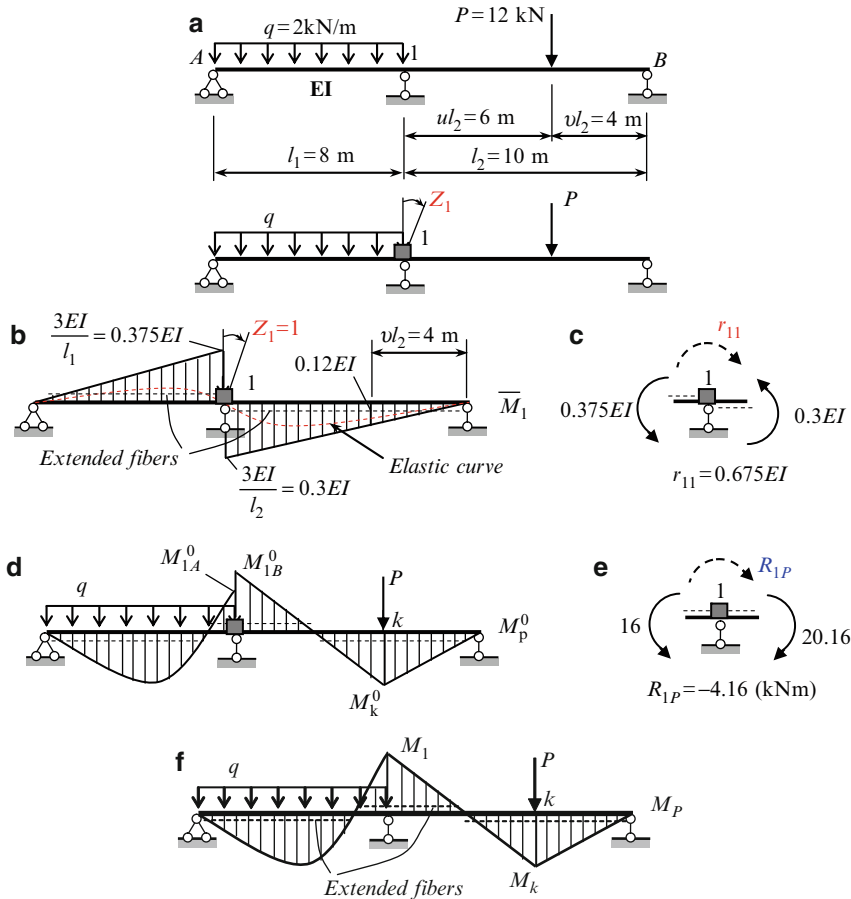 a
q=2kN/m
P=12 kN
A
1
B
EI
ul₂=6 m
υl₂=4 m
l₁=8 m
l₂=10 m
Z₁
q
1
P
b
3EI/l₁ =0.375EI
Z₁=1
υl₂=4 m
1
0.12EI
M̅₁
Extended fibers
Elastic curve
3EI/l₂ =0.3EI
c
r₁₁
1
0.375EI
0.3EI
r₁₁=0.675EI
d
M⁰₁A
M⁰₁B
q
P
k
M⁰p
M⁰k
e
R₁P
1
16
20.16
R₁P=–4.16 (kNm)
f
q
M₁
P
k
M_P
M_k
Extended fibers